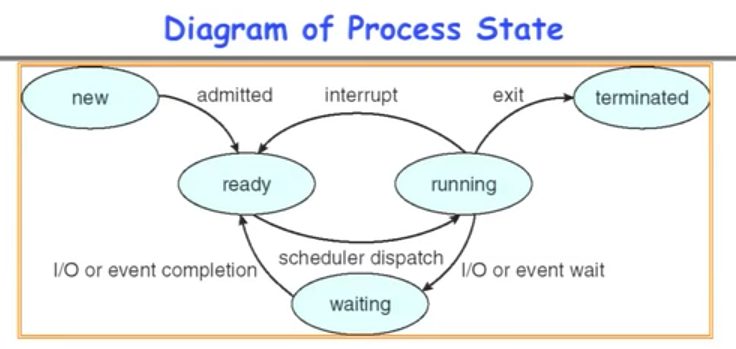 Diagram of Process State
new
admitted
interrupt
exit
terminated
ready
running
I/O or event completion
scheduler dispatch
I/O or event wait
waiting